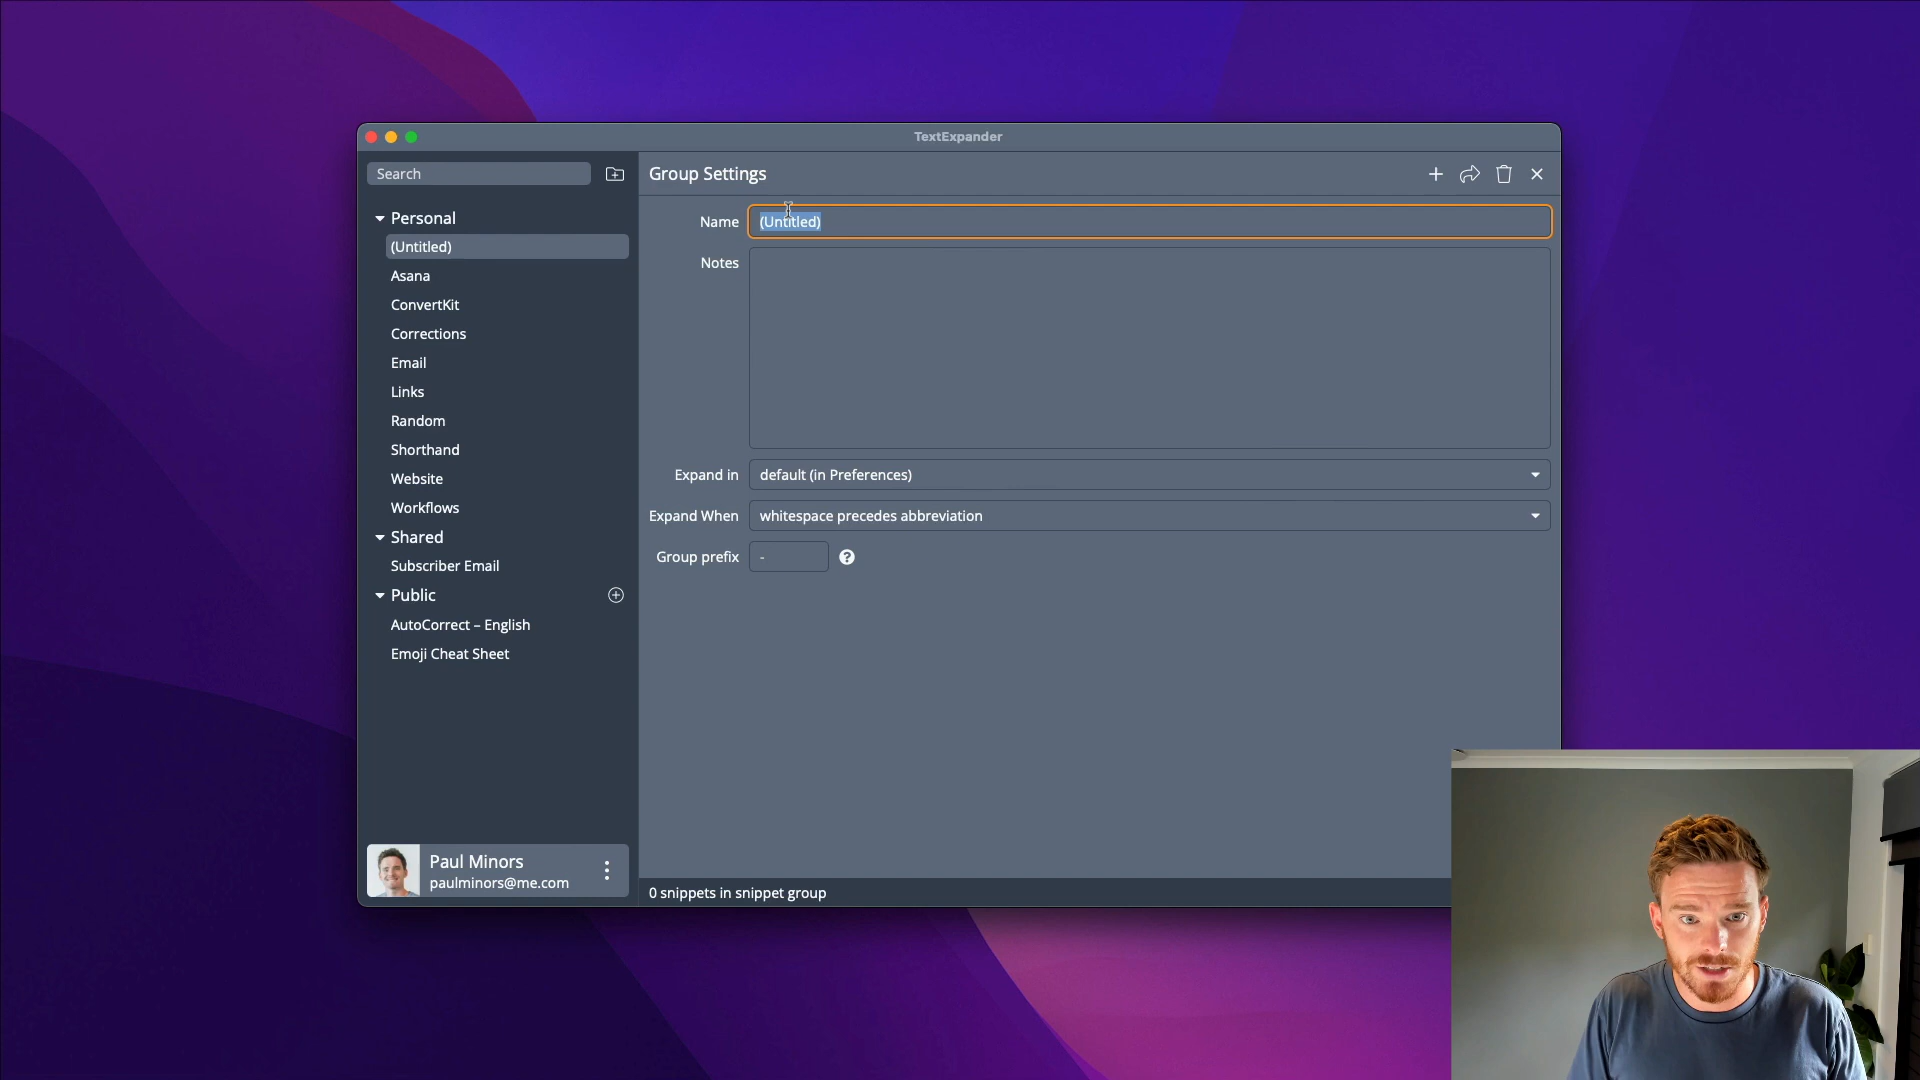 TextExpander
Search
Personal
(Untitled)
Asana
ConvertKit
Corrections
Email
Links
Random
Shorthand
Website
Workflows
Shared
Subscriber Email
Public
AutoCorrect – English
Emoji Cheat Sheet
Paul Minors
paulminors@me.com
Group Settings
Name (Untitled)
Notes
Expand in default (in Preferences)
Expand When whitespace precedes abbreviation
Group prefix - ?
0 snippets in snippet group